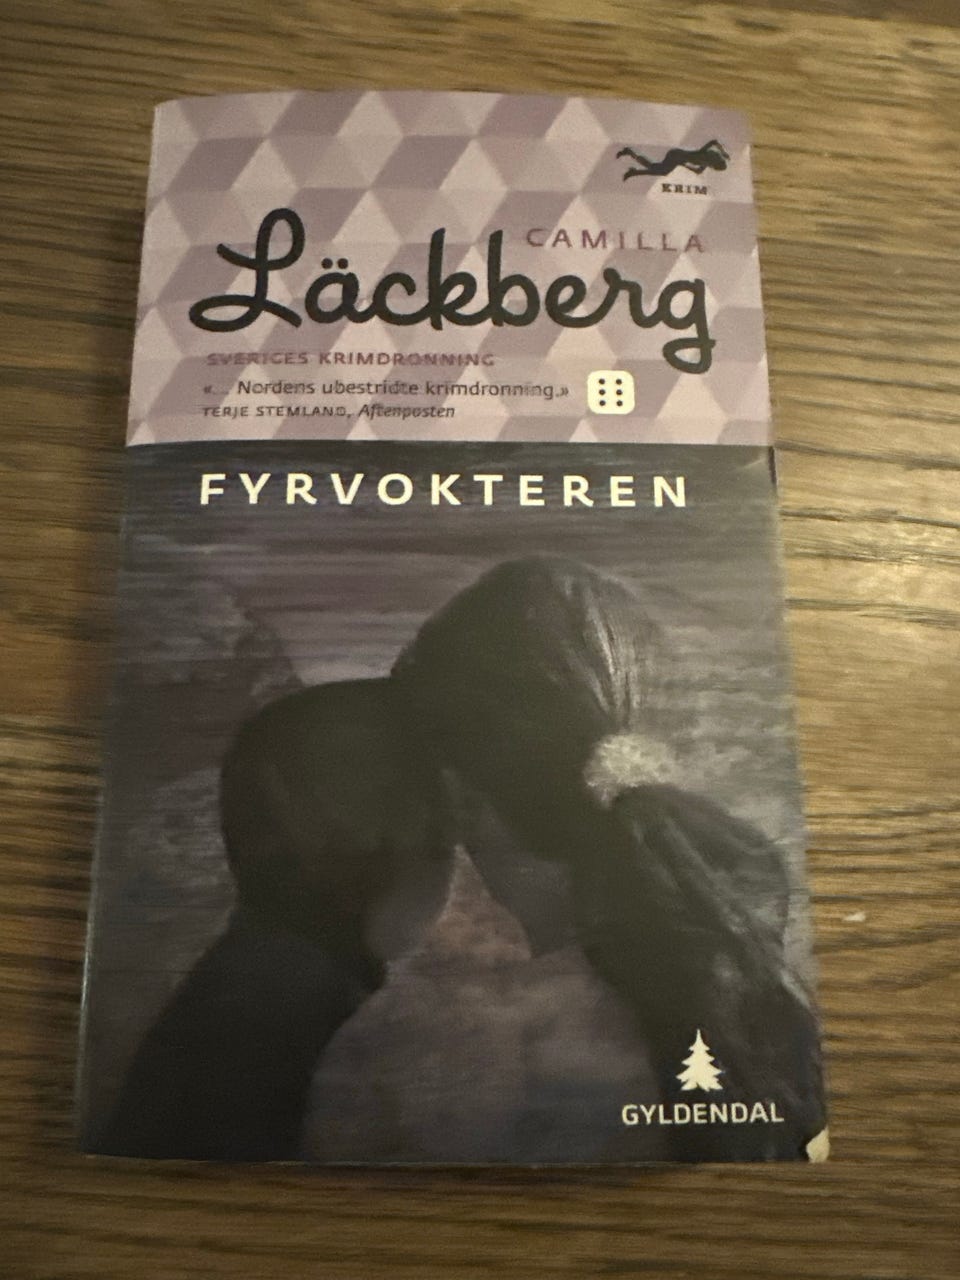 KRIM
CAMILLA
Läckberg
SVERIGES KRIMDRONNING
«... Nordens ubestridte krimdronning.»
TERJE STEMLAND, Aftenposten
FYRVOKTEREN
GYLDENDAL